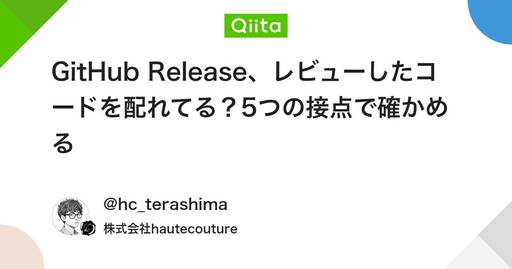 Qiita
GitHub Release、レビューしたコ
ードを配れてる？5つの接点で確かめ
る
@hc_terashima
株式会社hautecouture